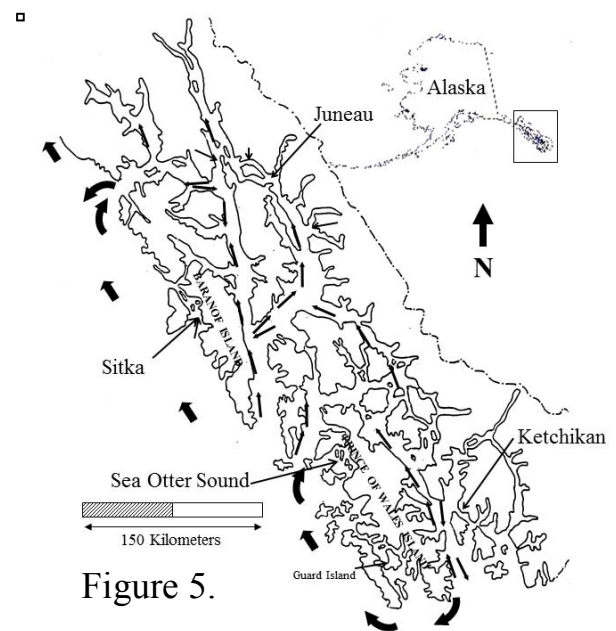 Alaska
Juneau
N
BARANOF ISLAND
Sitka
Ketchikan
Sea Otter Sound
PRINCE OF WALES ISLAND
150 Kilometers
Guard Island
Figure 5.